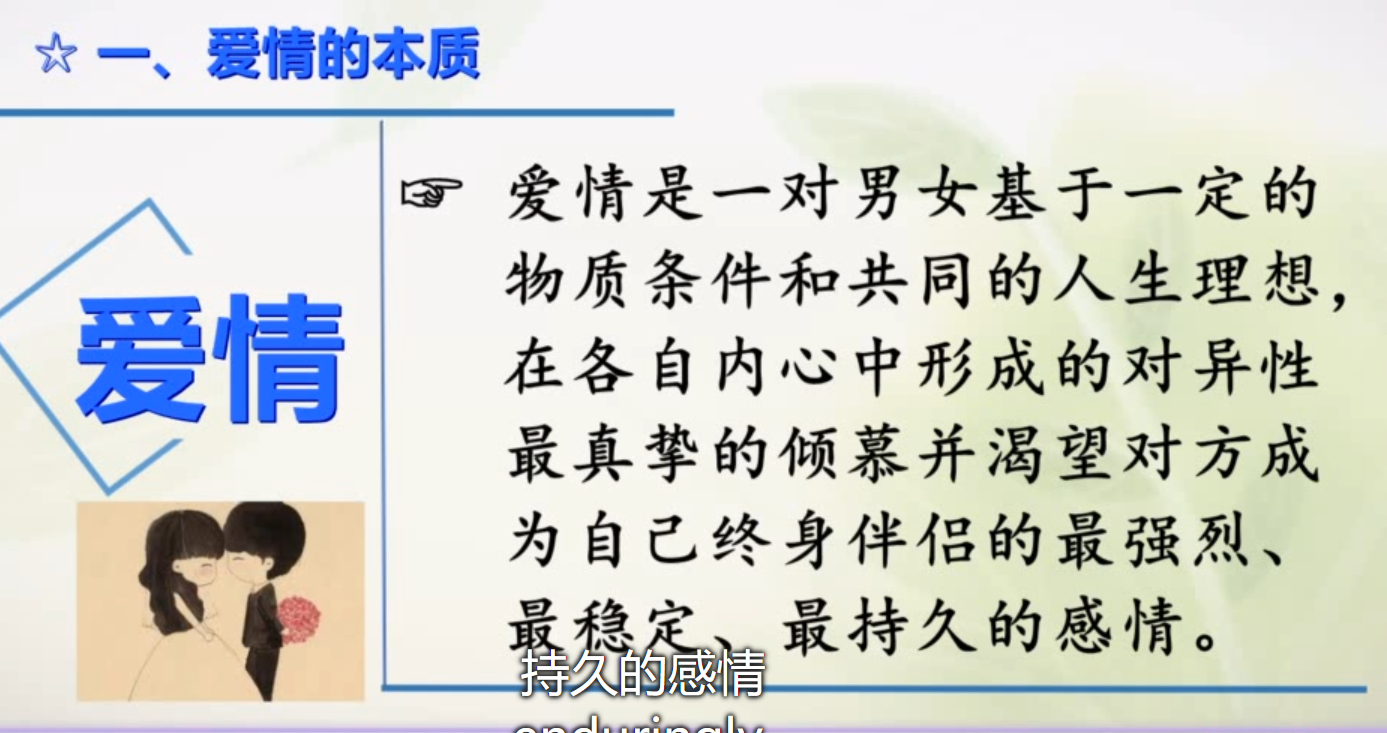 ☆ 一、爱情的本质
爱情
☞ 爱情是一对男女基于一定的
物质条件和共同的人生理想，
在各自内心中形成的对异性
最真挚的倾慕并渴望对方成
为自己终身伴侣的最强烈、
最稳定、最持久的感情。
持久的感情
enduringly